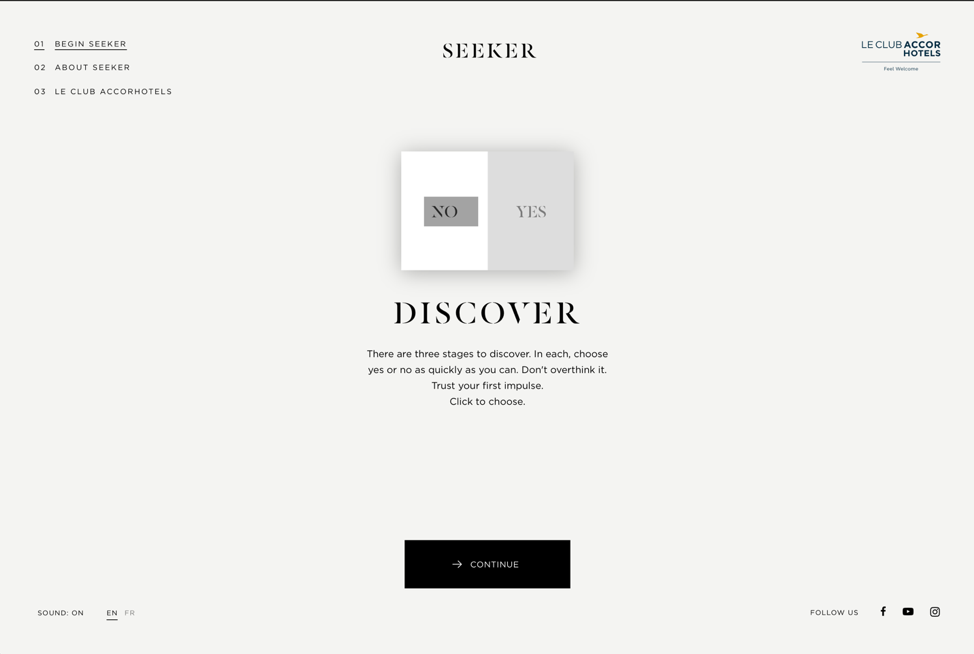 01 BEGIN SEEKER
02 ABOUT SEEKER
03 LE CLUB ACCORHOTELS
SEEKER
LE CLUB ACCOR
HOTELS
Feel Welcome
NO YES
DISCOVER
There are three stages to discover. In each, choose
yes or no as quickly as you can. Don't overthink it.
Trust your first impulse.
Click to choose.
→ CONTINUE
SOUND: ON EN FR
FOLLOW US